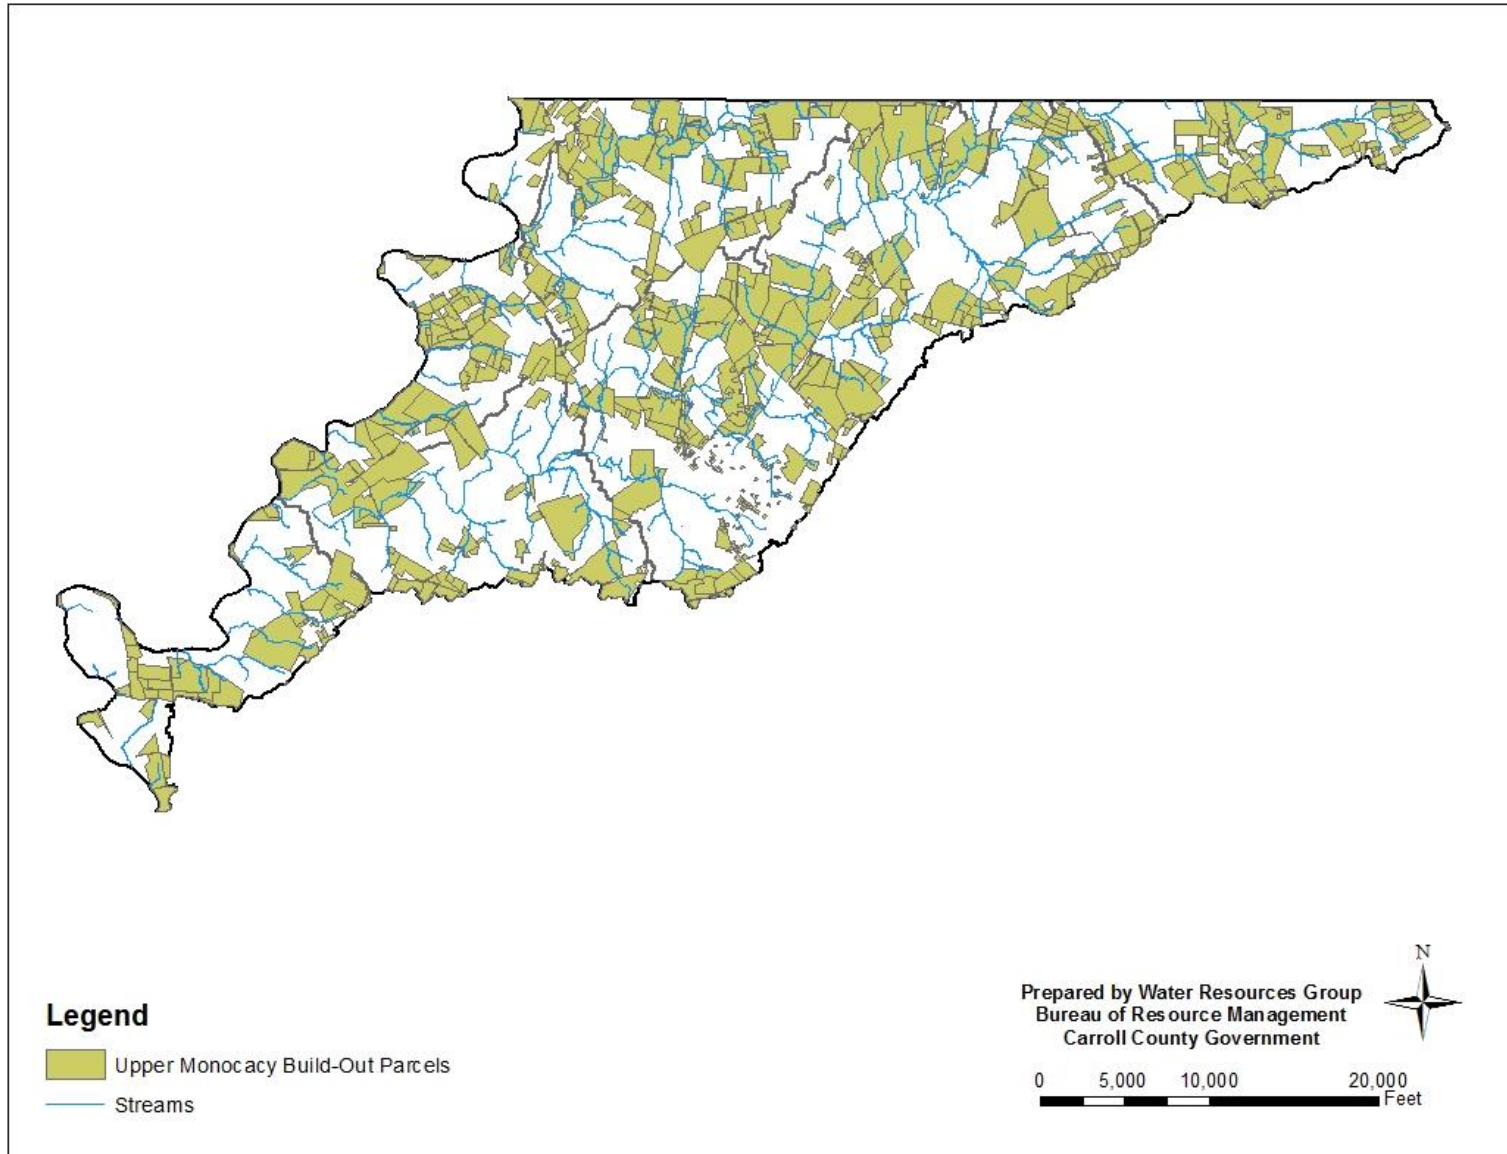 Legend
Upper Monocacy Build-Out Parcels
Streams
N
Prepared by Water Resources Group
Bureau of Resource Management
Carroll County Government
0 5,000 10,000 20,000
Feet